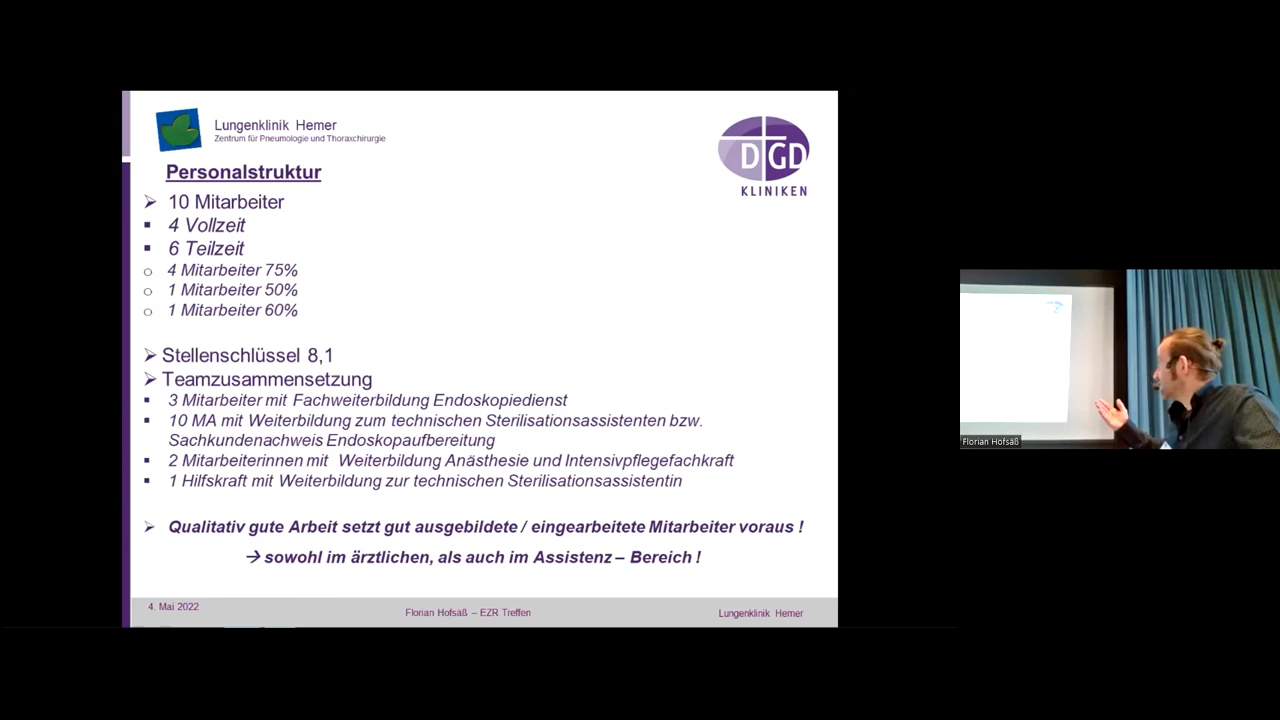 Lungenklinik Hemer
Zentrum für Pneumologie und Thoraxchirurgie
DGD
KLINIKEN
Personalstruktur
10 Mitarbeiter
4 Vollzeit
6 Teilzeit
4 Mitarbeiter 75%
1 Mitarbeiter 50%
1 Mitarbeiter 60%
Stellenschlüssel 8,1
Teamzusammensetzung
3 Mitarbeiter mit Fachweiterbildung Endoskopiedienst
10 MA mit Weiterbildung zum technischen Sterilisationsassistenten bzw.
Sachkundenachweis Endoskopaufbereitung
2 Mitarbeiterinnen mit Weiterbildung Anästhesie und Intensivpflegefachkraft
1 Hilfskraft mit Weiterbildung zur technischen Sterilisationsassistentin
Qualitativ gute Arbeit setzt gut ausgebildete / eingearbeitete Mitarbeiter voraus !
→ sowohl im ärztlichen, als auch im Assistenz – Bereich !
4. Mai 2022
Florian Hofsäß – EZR Treffen
Lungenklinik Hemer
Florian Hofsäß